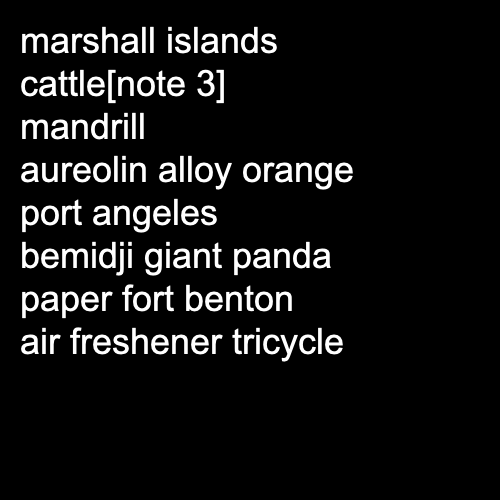 marshall islands
cattle[note 3]
mandrill
aureolin alloy orange
port angeles
bemidji giant panda
paper fort benton
air freshener tricycle